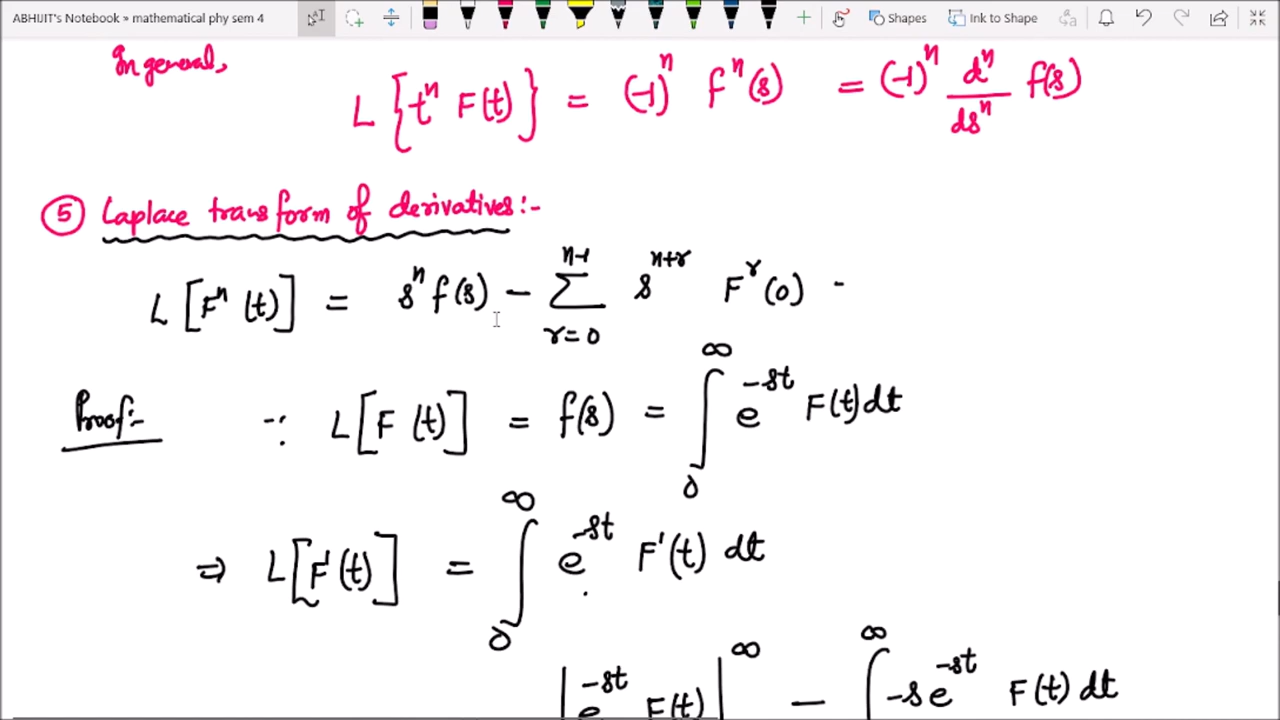 ABHIJIT's Notebook » mathematical phy sem 4 Shapes Ink to Shape
In general,
L{tⁿ F(t)} = (-1)ⁿ fⁿ(s) = (-1)ⁿ dⁿ/dsⁿ f(s)
⑤ Laplace transform of derivatives:-
L[Fⁿ(t)] = sⁿ f(s) - ∑_{r=0}^{n-1} s^{n+r} F^r(0) -
Proof:- ∵ L[F(t)] = f(s) = ∫_0^∞ e^{-st} F(t) dt
⇒ L[F'(t)] = ∫_0^∞ e^{-st} F'(t) dt
|e^{-st} F(t)|^∞ - ∫^∞ -s e^{-st} F(t) dt